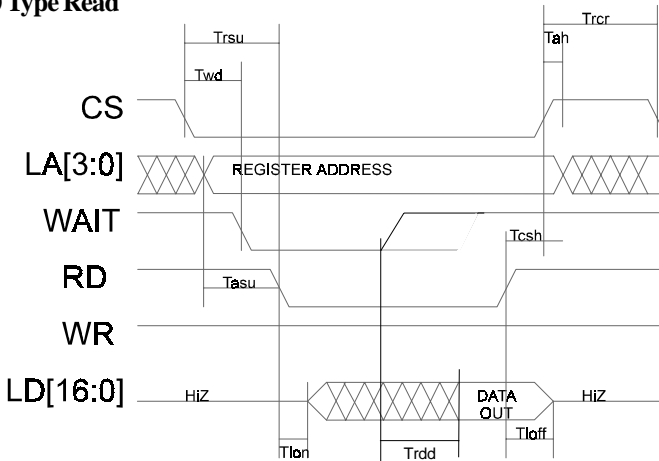 Type Read
Trcr
Trsu
Tah
Twd
CS
LA[3:0]
REGISTER ADDRESS
WAIT
Tcsh
RD
Tasu
WR
LD[16:0]
HiZ
DATA
OUT
HiZ
Tlon
Trdd
Tloff